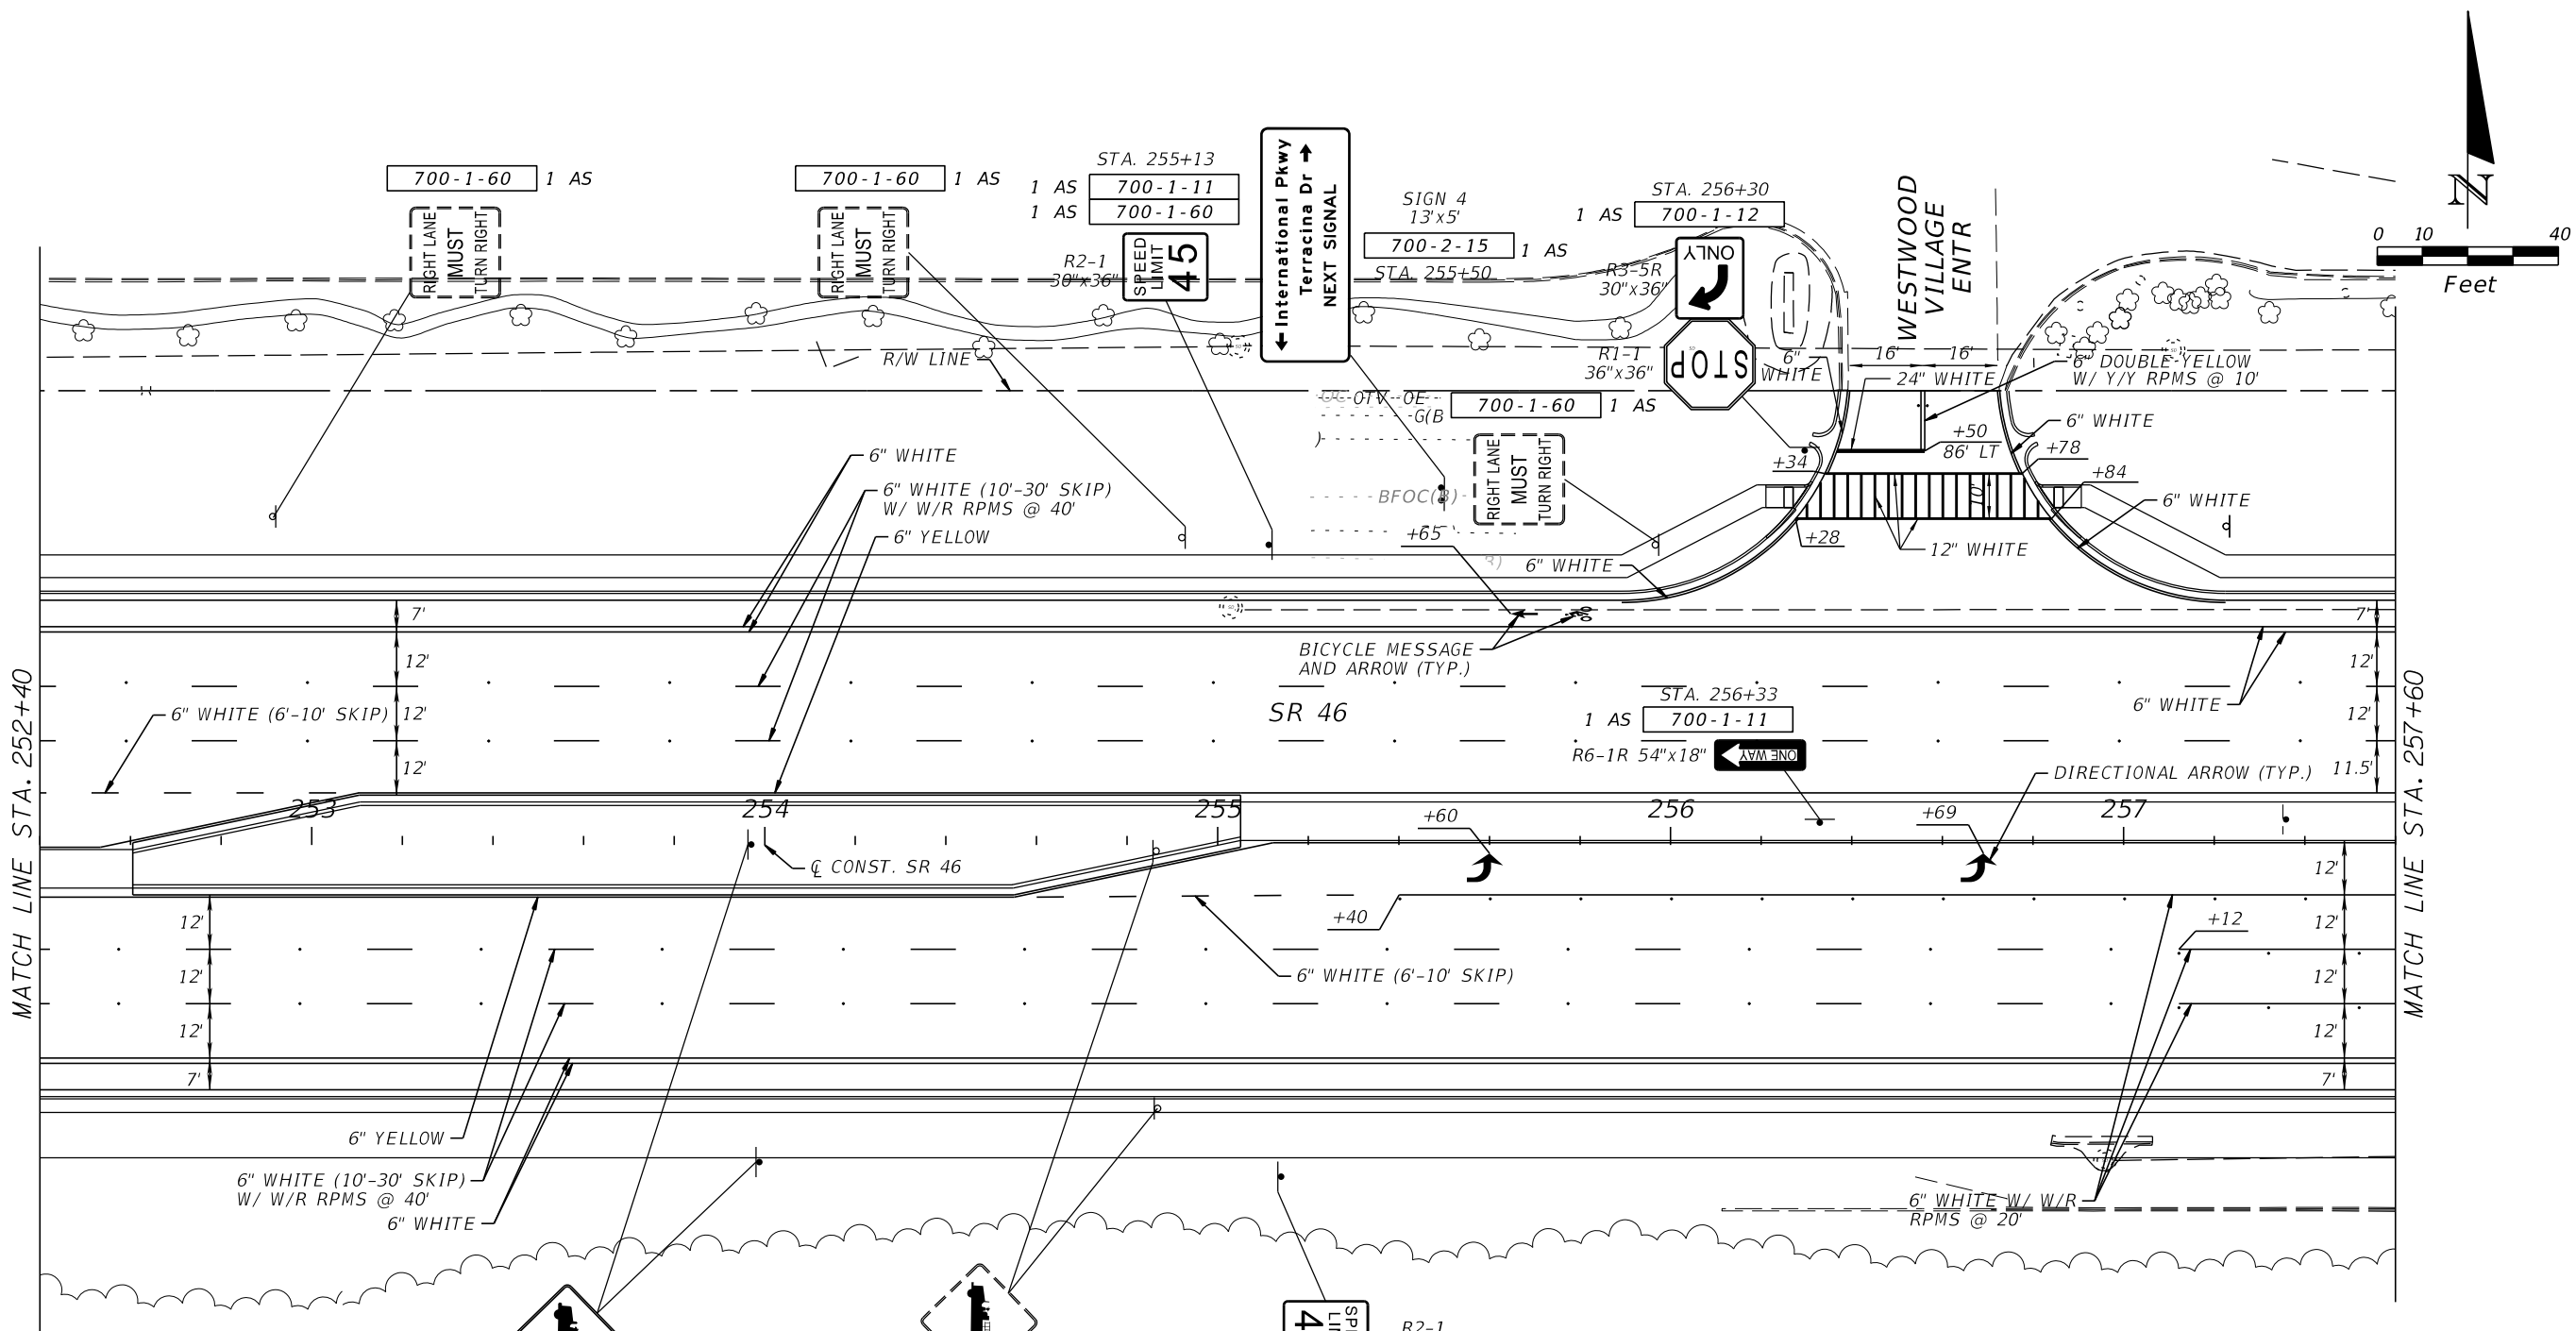 700-1-60 1 AS
RIGHT LANE
MUST
TURN RIGHT
700-1-60 1 AS
RIGHT LANE
MUST
TURN RIGHT
STA. 255+13
1 AS 700-1-11
1 AS 700-1-60
R2-1
30"x36"
SPEED
LIMIT
45
International Pkwy
Terracina Dr
NEXT SIGNAL
SIGN 4
13'x5'
700-2-15 1 AS
STA. 255+50
STA. 256+30
1 AS 700-1-12
R3-5R
30"x36"
ONLY
R1-1
36"x36"
STOP
WESTWOOD
VILLAGE
ENTR
N
0 10 40
Feet
R/W LINE
6"
WHITE
16' 16'
24" WHITE
6" DOUBLE YELLOW
W/ Y/Y RPMS @ 10'
700-1-60 1 AS
RIGHT LANE
MUST
TURN RIGHT
BFOC(B)
6" WHITE
+50
86' LT
+78
+34
+84
10'
6" WHITE
+28
12" WHITE
6" WHITE
6" WHITE (10'-30' SKIP)
W/ W/R RPMS @ 40'
6" YELLOW
+65
6" WHITE
7'
7'
BICYCLE MESSAGE
AND ARROW (TYP.)
12'
12'
12'
12'
12'
11.5'
6" WHITE
6" WHITE (6'-10' SKIP)
SR 46
STA. 256+33
1 AS 700-1-11
R6-1R 54"x18"
ONE WAY
DIRECTIONAL ARROW (TYP.)
MATCH LINE STA. 252+40
MATCH LINE STA. 257+60
253 254 255 256 257
+60
+69
℄ CONST. SR 46
+40
+12
6" WHITE (6'-10' SKIP)
12'
12'
12'
7'
12'
12'
12'
12'
7'
6" YELLOW
6" WHITE (10'-30' SKIP)
W/ W/R RPMS @ 40'
6" WHITE
6" WHITE W/ W/R
RPMS @ 20'
4
R2-1